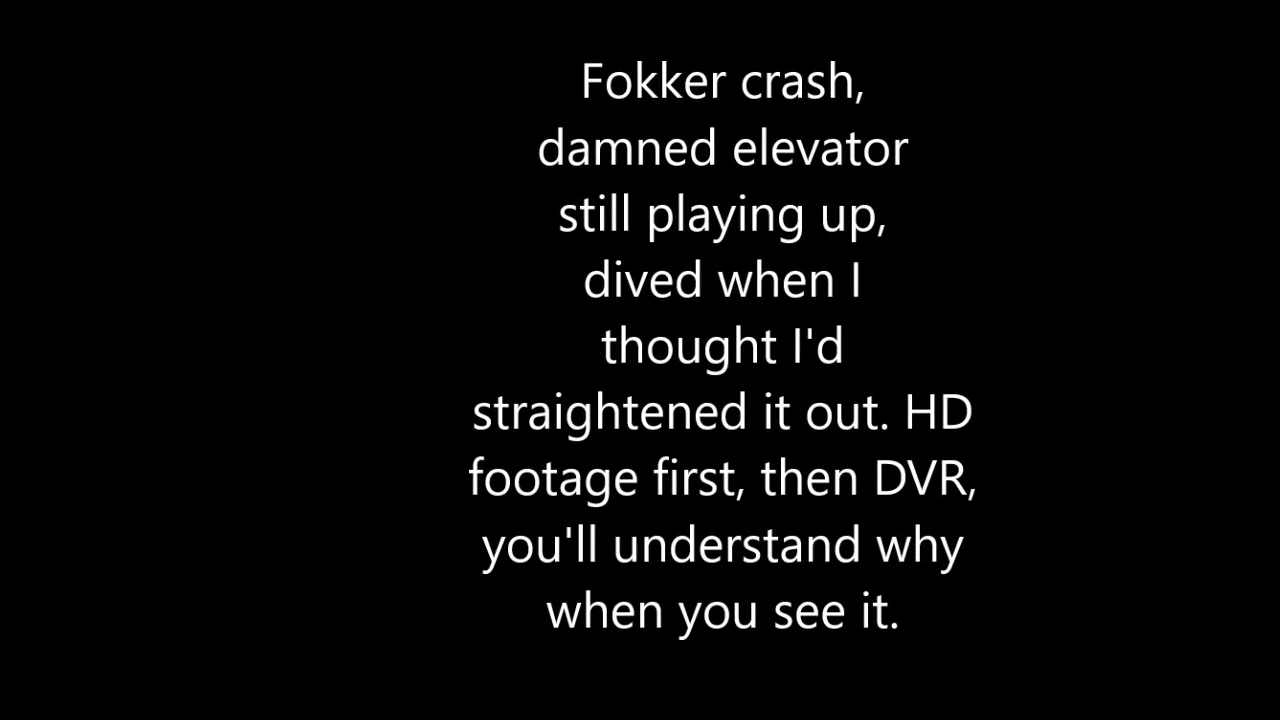 Fokker crash,
damned elevator
still playing up,
dived when I
thought I'd
straightened it out. HD
footage first, then DVR,
you'll understand why
when you see it.